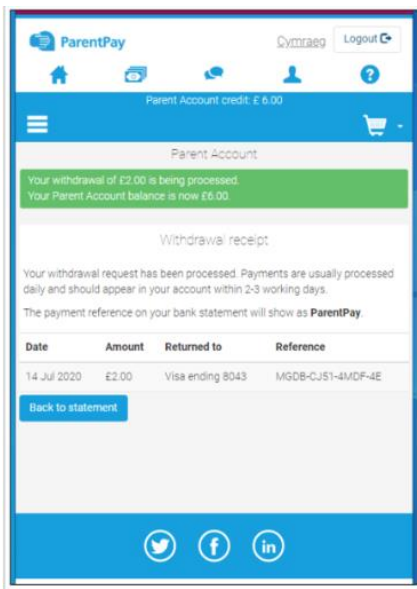 ParentPay
Cymraeg
Logout
Parent Account credit: £ 6.00
Parent Account
Your withdrawal of £2.00 is being processed.
Your Parent Account balance is now £6.00.
Withdrawal receipt
Your withdrawal request has been processed. Payments are usually processed
daily and should appear in your account within 2-3 working days.
The payment reference on your bank statement will show as ParentPay.
Date Amount Returned to Reference
14 Jul 2020 £2.00 Visa ending 8043 MGDB-CJ51-4MDF-4E
Back to statement